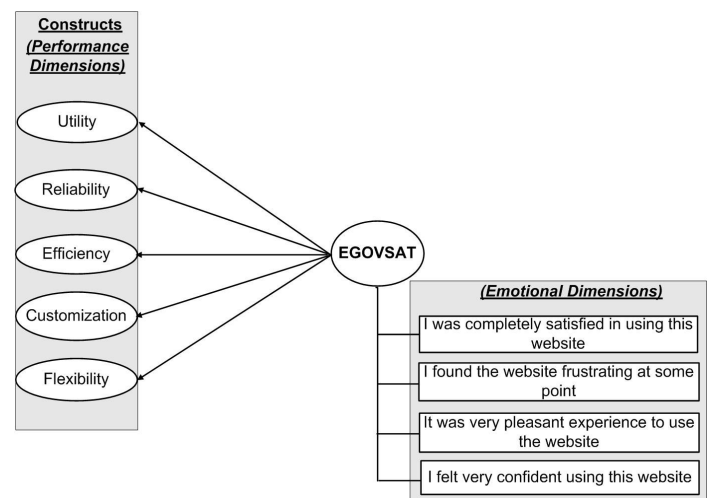 Constructs
(Performance
Dimensions)
Utility
Reliability
Efficiency
Customization
Flexibility
EGOVSAT
(Emotional Dimensions)
I was completely satisfied in using this
website
I found the website frustrating at some
point
It was very pleasant experience to use
the website
I felt very confident using this website